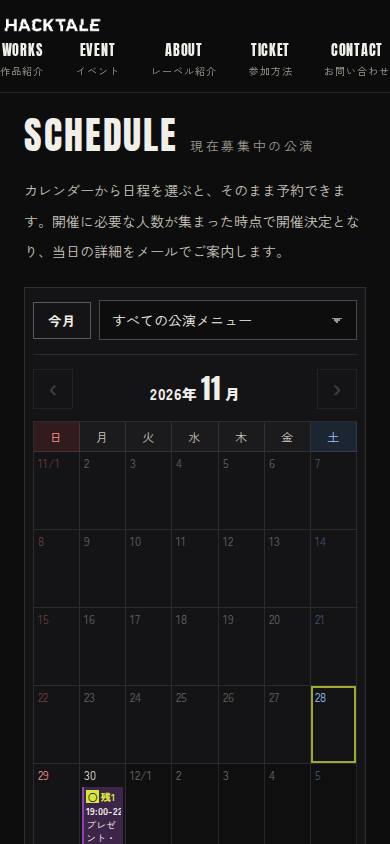 HACKTALE
WORKS EVENT ABOUT TICKET CONTACT
作品紹介 イベント レーベル紹介 参加方法 お問い合わせ
SCHEDULE 現在募集中の公演
カレンダーから日程を選ぶと、そのまま予約できま
す。開催に必要な人数が集まった時点で開催決定とな
り、当日の詳細をメールでご案内します。
今月 すべての公演メニュー
2026年 11 月
日 月 火 水 木 金 土
11/1 2 3 4 5 6 7
8 9 10 11 12 13 14
15 16 17 18 19 20 21
22 23 24 25 26 27 28
29 30 12/1 2 3 4 5
残1
19:00-22
プレゼ
ント・